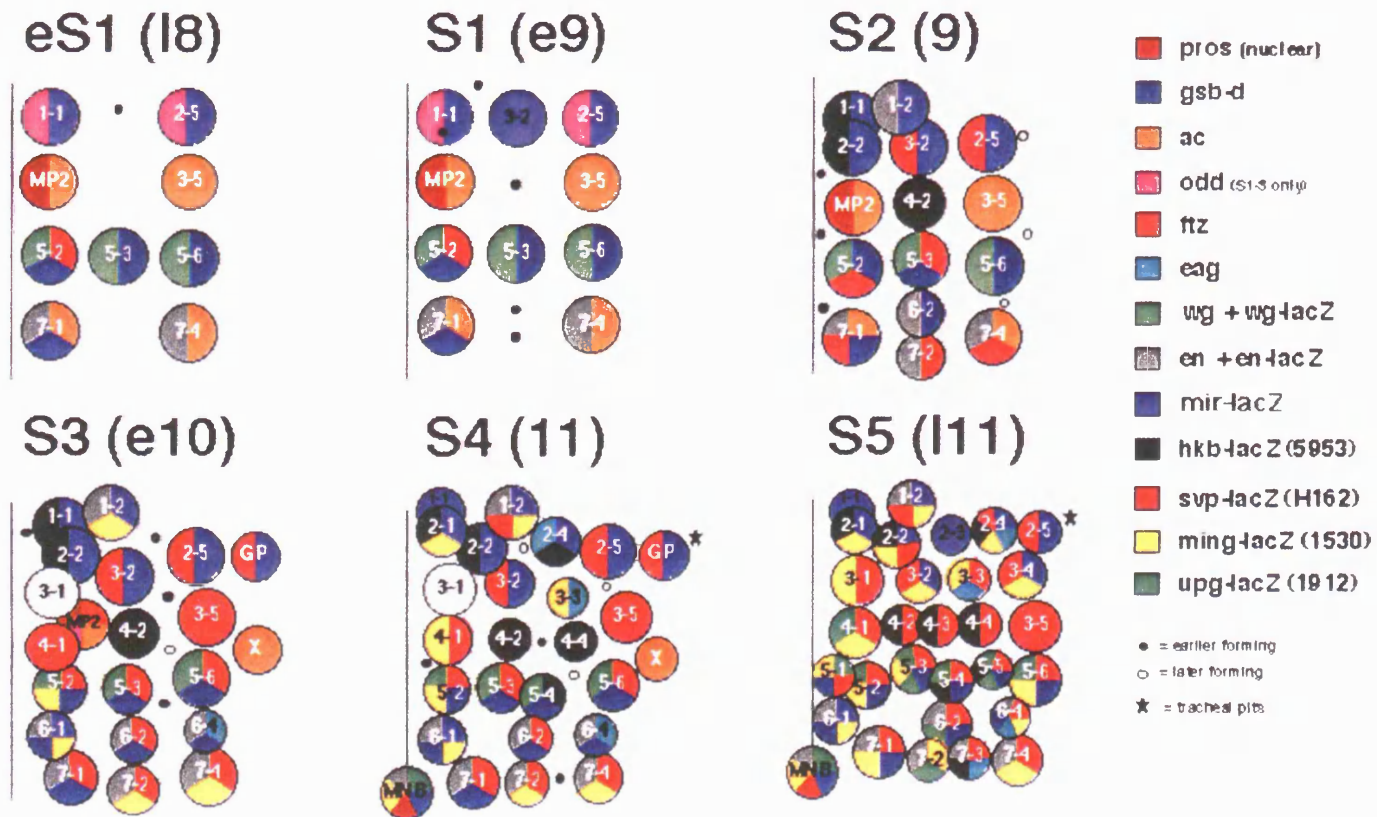 eS1 (l8)
S1 (e9)
S2 (9)
1-1
2-5
MP2
3-5
5-2 5-3 5-6
7-1
7-4
1-1 3-2 2-5
MP2
3-5
5-2 5-3 5-6
7-1
7-4
1-1 1-2
2-2 3-2 2-5
MP2 4-2 3-5
5-2 5-3 5-6
6-2
7-1 7-2 7-4
pros (nuclear)
gsb-d
ac
odd (S1-3 only)
ftz
eag
wg + wg-lacZ
en + en-lacZ
mir-lacZ
hkb-lacZ (5953)
svp-lacZ (H162)
ming-lacZ (1530)
upg-lacZ (1912)
= earlier forming
= later forming
= tracheal pits
S3 (e10)
S4 (11)
S5 (l11)
1-1 1-2
2-2 3-2 2-5 GP
3-1
MP2 4-2 3-5
4-1 X
5-2 5-3 5-6
6-1 6-2 6-4
7-1 7-2 7-4
1-1 1-2
2-1 2-2 2-4 2-5 GP
3-1 3-2 3-3 3-5
4-1 4-2 4-4 X
5-2 5-3 5-4 5-6
6-1 6-2 6-4
MNB 7-1 7-2 7-4
1-1 1-2
2-1 2-2 2-3 2-4 2-5
3-1 3-2 3-3 3-4
4-1 4-2 4-3 4-4 3-5
5-1 5-2 5-3 5-4 5-5 5-6
6-1 6-2 6-4
MNB 7-1 7-2 7-3 7-4